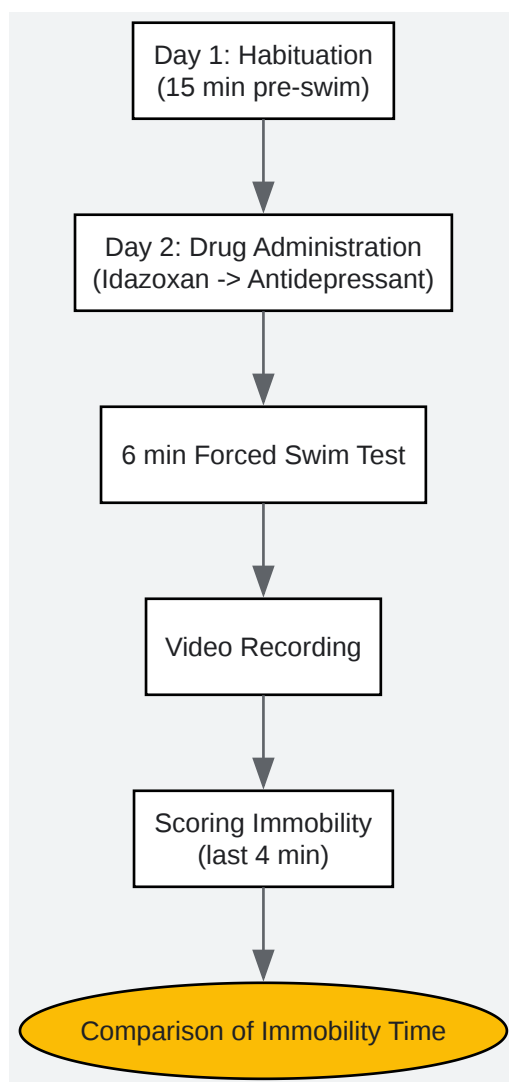 Day 1: Habituation
(15 min pre-swim)
Day 2: Drug Administration
(Idazoxan -> Antidepressant)
6 min Forced Swim Test
Video Recording
Scoring Immobility
(last 4 min)
Comparison of Immobility Time